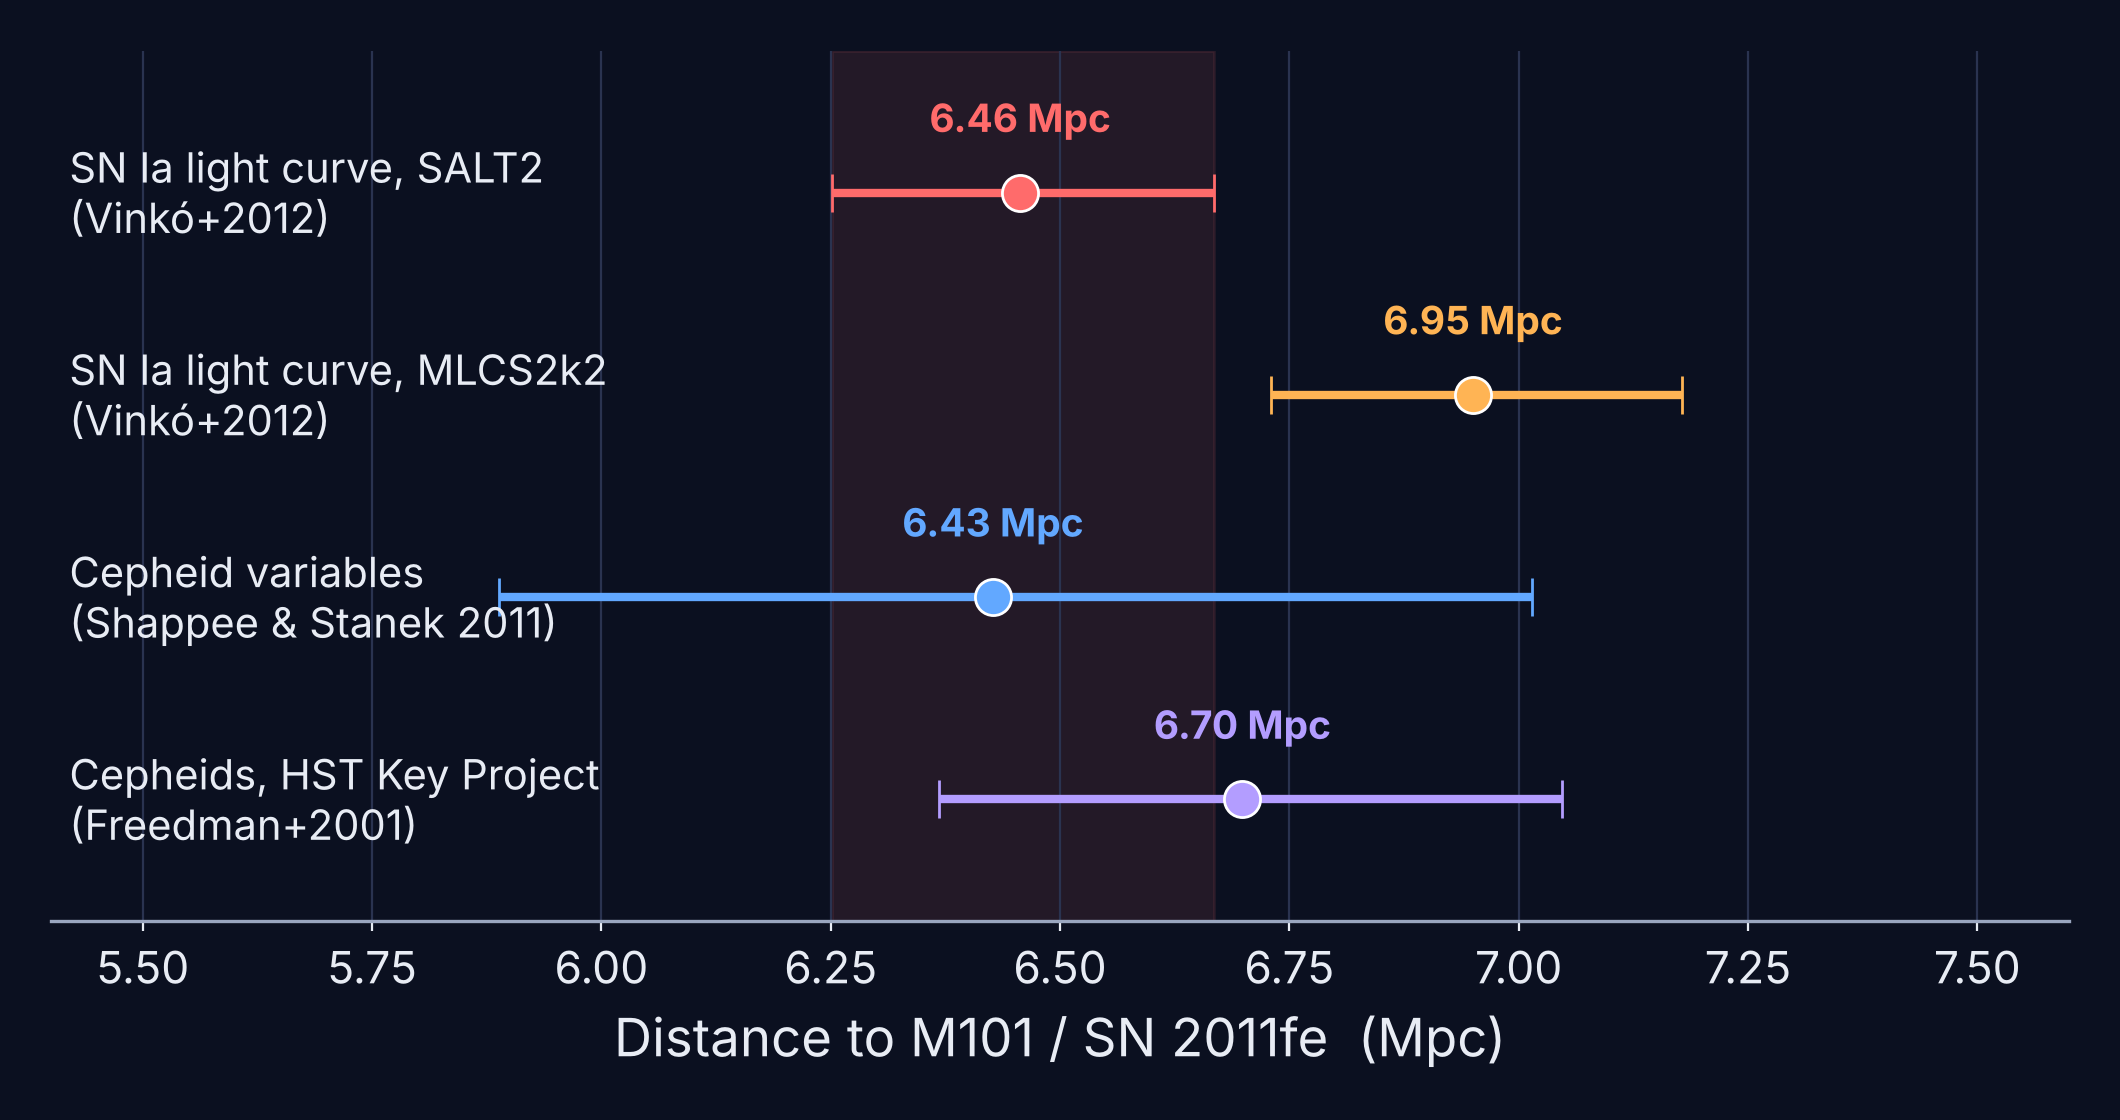 6.46 Mpc
SN Ia light curve, SALT2
(Vinkó+2012)
6.95 Mpc
SN Ia light curve, MLCS2k2
(Vinkó+2012)
6.43 Mpc
Cepheid variables
(Shappee & Stanek 2011)
6.70 Mpc
Cepheids, HST Key Project
(Freedman+2001)
5.50 5.75 6.00 6.25 6.50 6.75 7.00 7.25 7.50
Distance to M101 / SN 2011fe (Mpc)